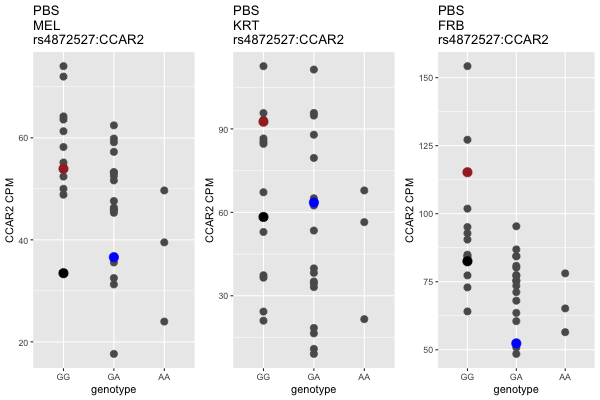 PBS
MEL
rs4872527:CCAR2
CCAR2 CPM
60
40
20
GG GA AA
genotype
PBS
KRT
rs4872527:CCAR2
CCAR2 CPM
90
60
30
GG GA AA
genotype
PBS
FRB
rs4872527:CCAR2
CCAR2 CPM
150
125
100
75
50
GG GA AA
genotype